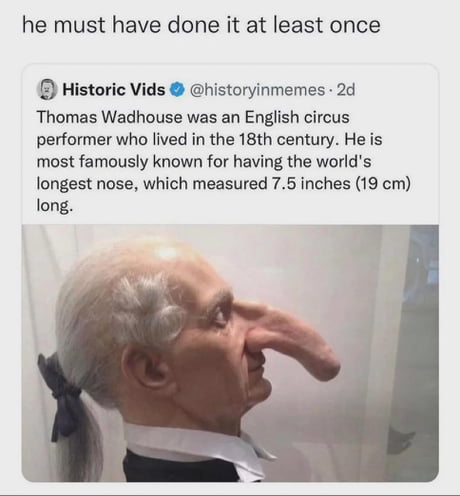 he must have done it at least once
Historic Vids @historyinmemes · 2d
Thomas Wadhouse was an English circus
performer who lived in the 18th century. He is
most famously known for having the world's
longest nose, which measured 7.5 inches (19 cm)
long.